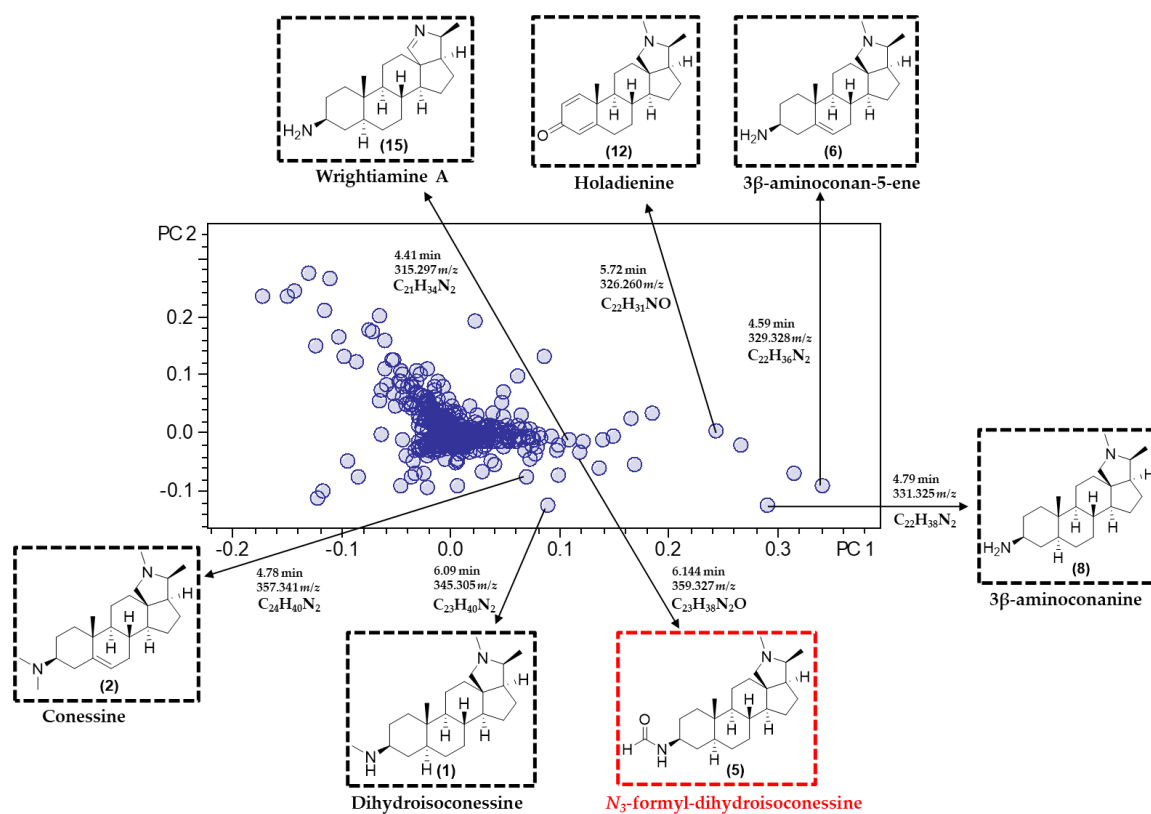 N
H
H
H
H
H₂N
H
(15)
Wrightiamine A
N
H
H
H
H
O
(12)
Holadienine
N
H
H
H
H
H₂N
(6)
3β-aminoconan-5-ene
PC 2
0.2
0.1
0.0
-0.1
-0.2
-0.1
0.0
0.1
0.2
0.3
PC 1
4.41 min
315.297 m/z
C₂₁H₃₄N₂
5.72 min
326.260 m/z
C₂₂H₃₁NO
4.59 min
329.328 m/z
C₂₂H₃₆N₂
4.79 min
331.325 m/z
C₂₂H₃₈N₂
N
H
H
H
H
H₂N
H
(8)
3β-aminoconanine
4.78 min
357.341 m/z
C₂₄H₄₀N₂
6.09 min
345.305 m/z
C₂₃H₄₀N₂
6.144 min
359.327 m/z
C₂₃H₃₈N₂O
N
H
H
H
H
N
(2)
Conessine
N
H
H
H
H
N
H
H
(1)
Dihydroisoconessine
N
H
H
H
H
O
H
N
H
H
(5)
N₃-formyl-dihydroisoconessine